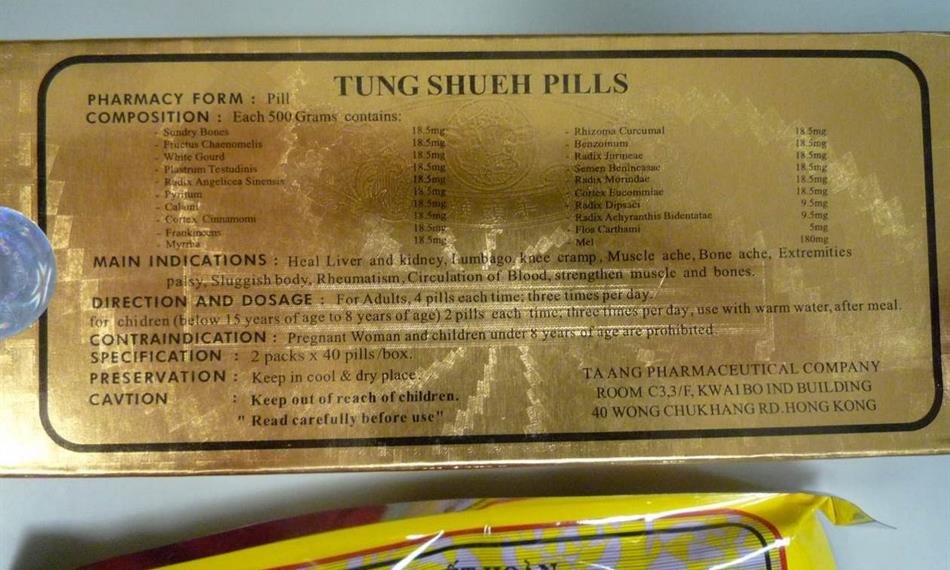 TUNG SHUEH PILLS
PHARMACY FORM : Pill
COMPOSITION : Each 500 Grams contains:
- Sundry Bones 18.5mg
- Fructus Chaenomelis 18.5mg
- White Gourd 18.5mg
- Plastrum Testudinis 18.5mg
- Radix Angelicea Sinensis 18.5mg
- Pyritum 18.5mg
- Calami 18.5mg
- Cortex Cinnamomi 18.5mg
- Frankincens 18.5mg
- Myrrha 18.5mg
- Rhizoma Curcumal 18.5mg
- Benzoinum 18.5mg
- Radix Jurineae 18.5mg
- Semen Benincasae 18.5mg
- Radix Morindae 18.5mg
- Cortex Eucommiae 18.5mg
- Radix Dipsaci 9.5mg
- Radix Achyranthis Bidentatae 9.5mg
- Flos Carthami 5mg
- Mel 180mg
MAIN INDICATIONS : Heal Liver and kidney, Lumbago, knee cramp, Muscle ache, Bone ache, Extremities
palsy, Sluggish body, Rheumatism, Circulation of Blood, strengthen muscle and bones.
DIRECTION AND DOSAGE : For Adults, 4 pills each time; three times per day.
for chidren (below 15 years of age to 8 years of age) 2 pills each time, three times per day, use with warm water, after meal.
CONTRAINDICATION : Pregnant Woman and children under 8 years of age are prohibited
SPECIFICATION : 2 packs x 40 pills/box.
PRESERVATION : Keep in cool & dry place.
CAVTION : Keep out of reach of children.
" Read carefully before use"
TA ANG PHARMACEUTICAL COMPANY
ROOM C3,3/F, KWAI BO IND BUILDING
40 WONG CHUK HANG RD. HONG KONG
HOÀN